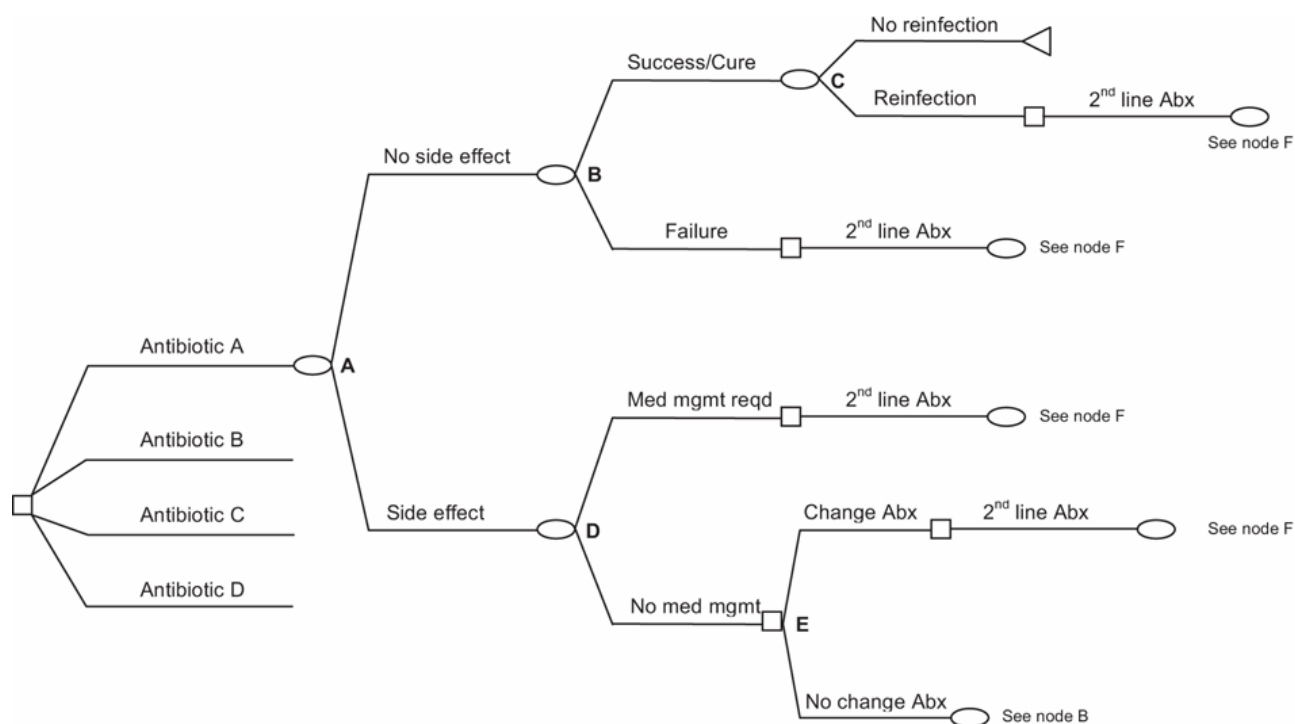 No reinfection
Success/Cure
C
Reinfection
2nd line Abx
See node F
No side effect
B
Failure
2nd line Abx
See node F
Antibiotic A
A
Med mgmt reqd
2nd line Abx
See node F
Antibiotic B
Side effect
D
Change Abx
2nd line Abx
See node F
Antibiotic C
Antibiotic D
No med mgmt
E
No change Abx
See node B